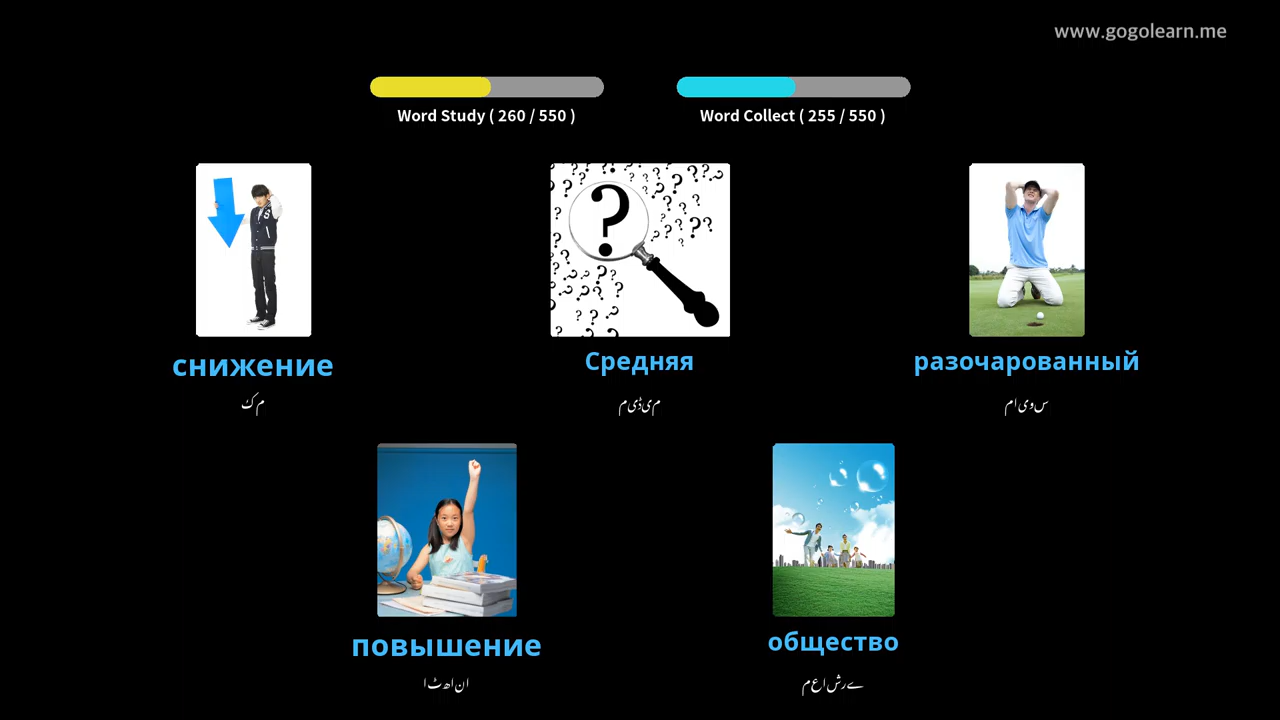 www.gogolearn.me
Word Study ( 260 / 550 )
Word Collect ( 255 / 550 )
снижение
Средняя
разочарованный
کم
میڈیم
مایوس
повышение
общество
اٹھانا
معاشرے